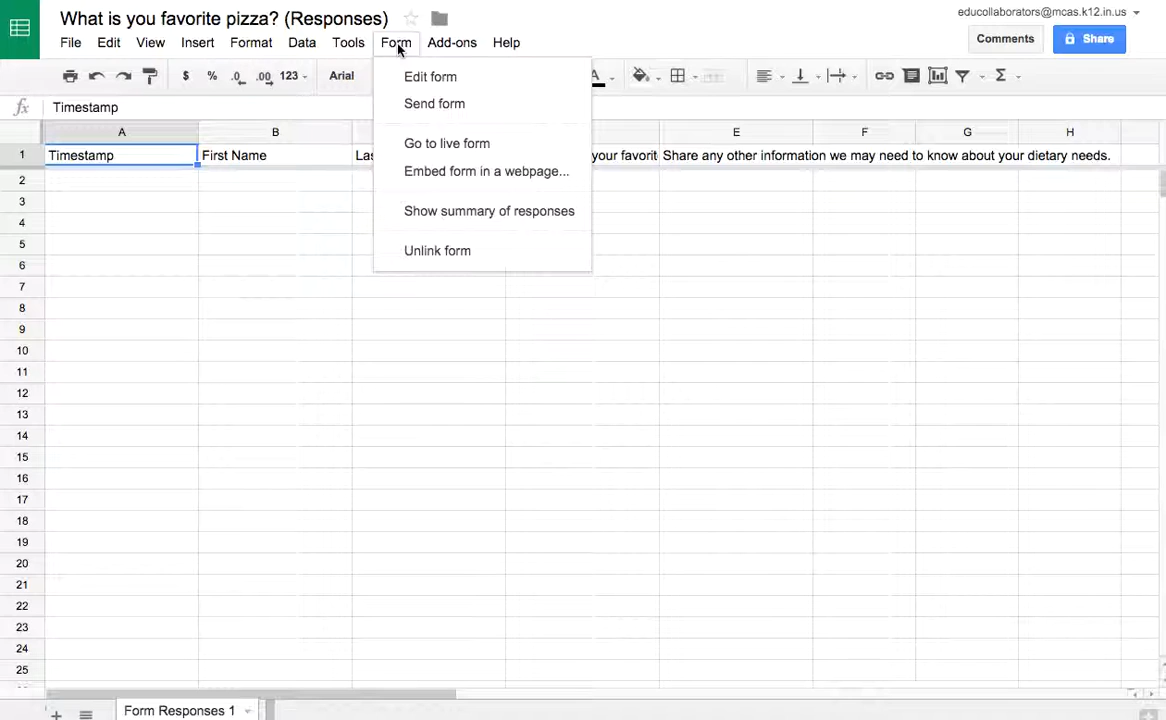 What is you favorite pizza? (Responses)
educollaborators@mcas.k12.in.us
File Edit View Insert Format Data Tools Form Add-ons Help
Comments
Share
$ % .0 .00 123 Arial A Σ
fx Timestamp
Edit form
Send form
Go to live form
Embed form in a webpage...
Show summary of responses
Unlink form
A B E F G H
1 Timestamp First Name your Share any other information we may need to know about your dietary needs.
2
3
4
5
6
7
8
9
10
11
12
13
14
15
16
17
18
19
20
21
22
23
24
25
Form Responses 1